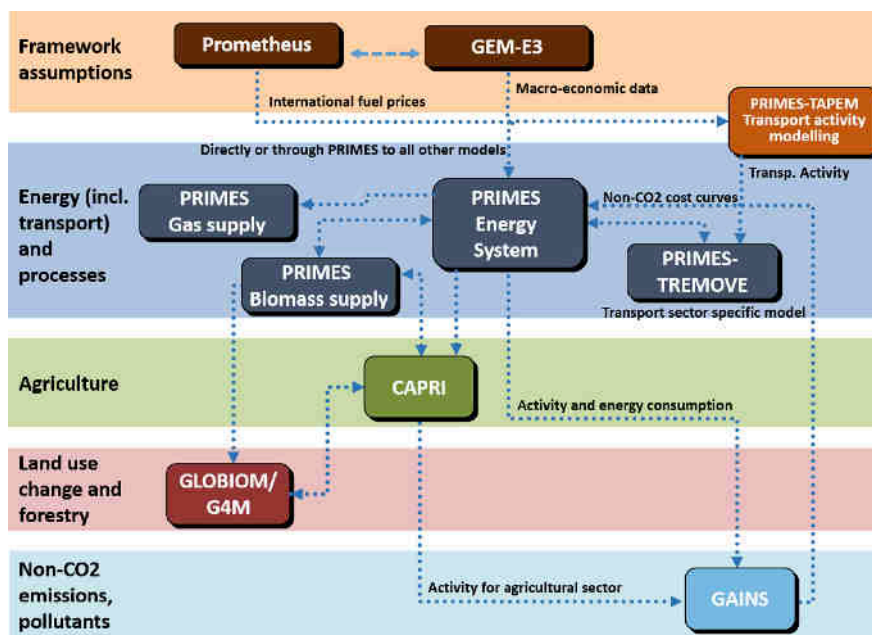 Framework
assumptions
Prometheus
GEM-E3
International fuel prices
Macro-economic data
PRIMES-TAPEM
Transport activity
modelling
Directly or through PRIMES to all other models
Transp. Activity
Energy (incl.
transport) and
processes
PRIMES
Gas supply
PRIMES
Energy
System
Non-CO2 cost curves
PRIMES
Biomass supply
PRIMES-
TREMOVE
Transport sector specific model
Agriculture
CAPRI
Activity and energy consumption
Land use
change and
forestry
GLOBIOM/
G4M
Non-CO2
emissions,
pollutants
Activity for agricultural sector
GAINS